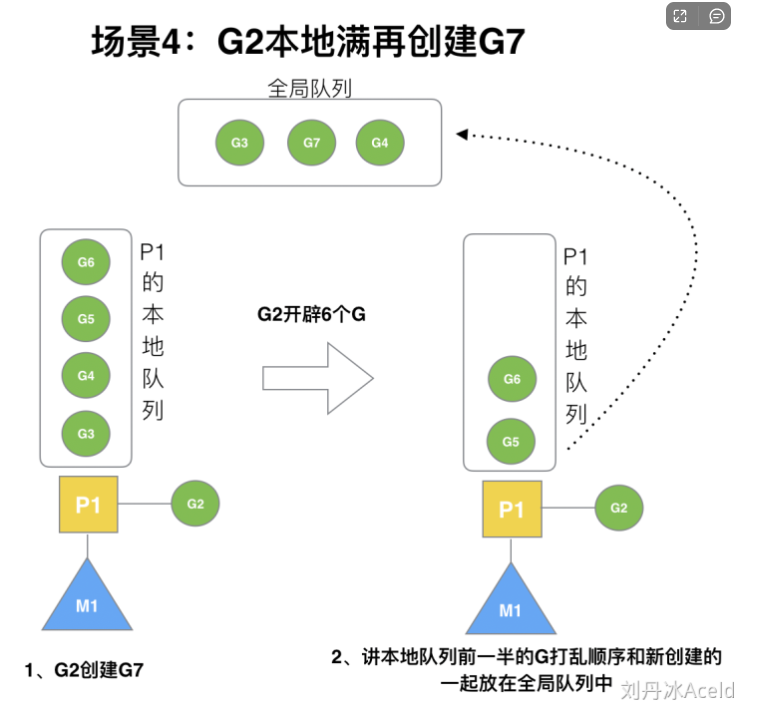 场景4：G2本地满再创建G7
全局队列
G3 G7 G4
G6
G5
G4
G3
P1的本地队列
P1
G2
M1
G2开辟6个G
G6
G5
P1的本地队列
P1
G2
M1
1、G2创建G7
2、讲本地队列前一半的G打乱顺序和新创建的
一起放在全局队列中
刘丹冰Aceld